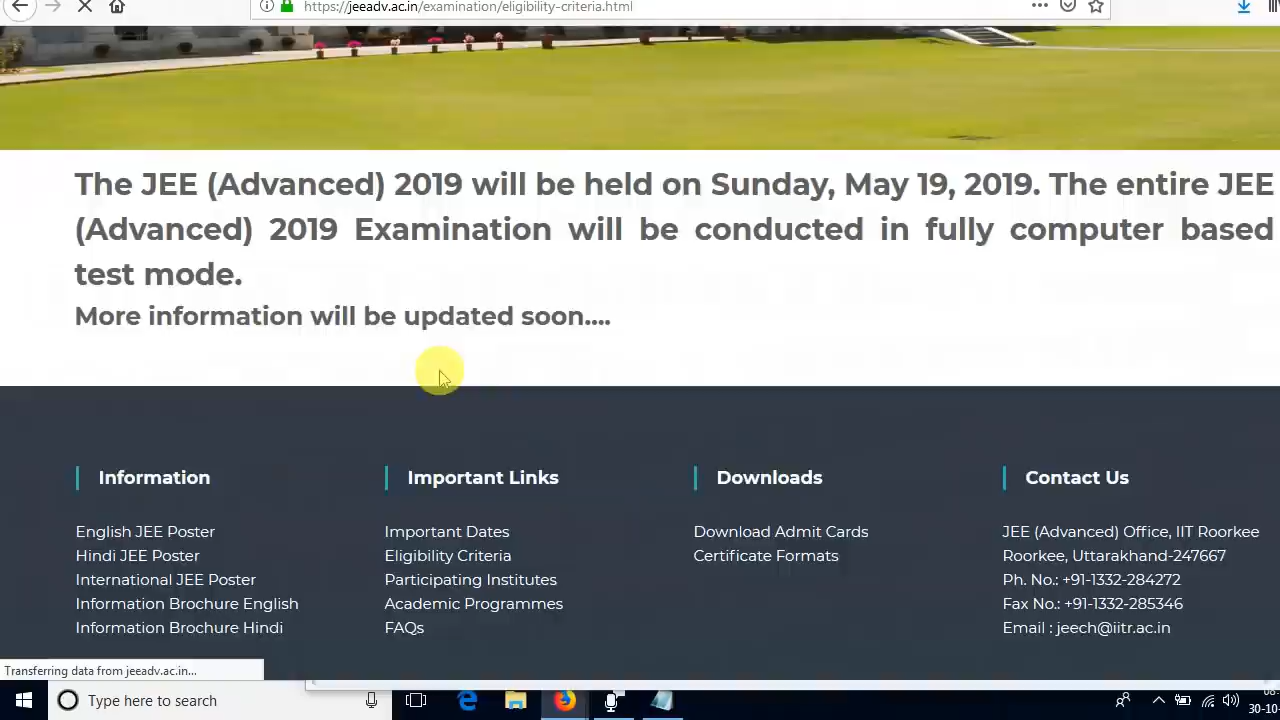 https://jeeadv.ac.in/examination/eligibility-criteria.html
The JEE (Advanced) 2019 will be held on Sunday, May 19, 2019. The entire JEE
(Advanced) 2019 Examination will be conducted in fully computer based
test mode.
More information will be updated soon....
Information
English JEE Poster
Hindi JEE Poster
International JEE Poster
Information Brochure English
Information Brochure Hindi
Important Links
Important Dates
Eligibility Criteria
Participating Institutes
Academic Programmes
FAQs
Downloads
Download Admit Cards
Certificate Formats
Contact Us
JEE (Advanced) Office, IIT Roorkee
Roorkee, Uttarakhand-247667
Ph. No.: +91-1332-284272
Fax No.: +91-1332-285346
Email : jeech@iitr.ac.in
Transferring data from jeeadv.ac.in...
Type here to search
30-10-